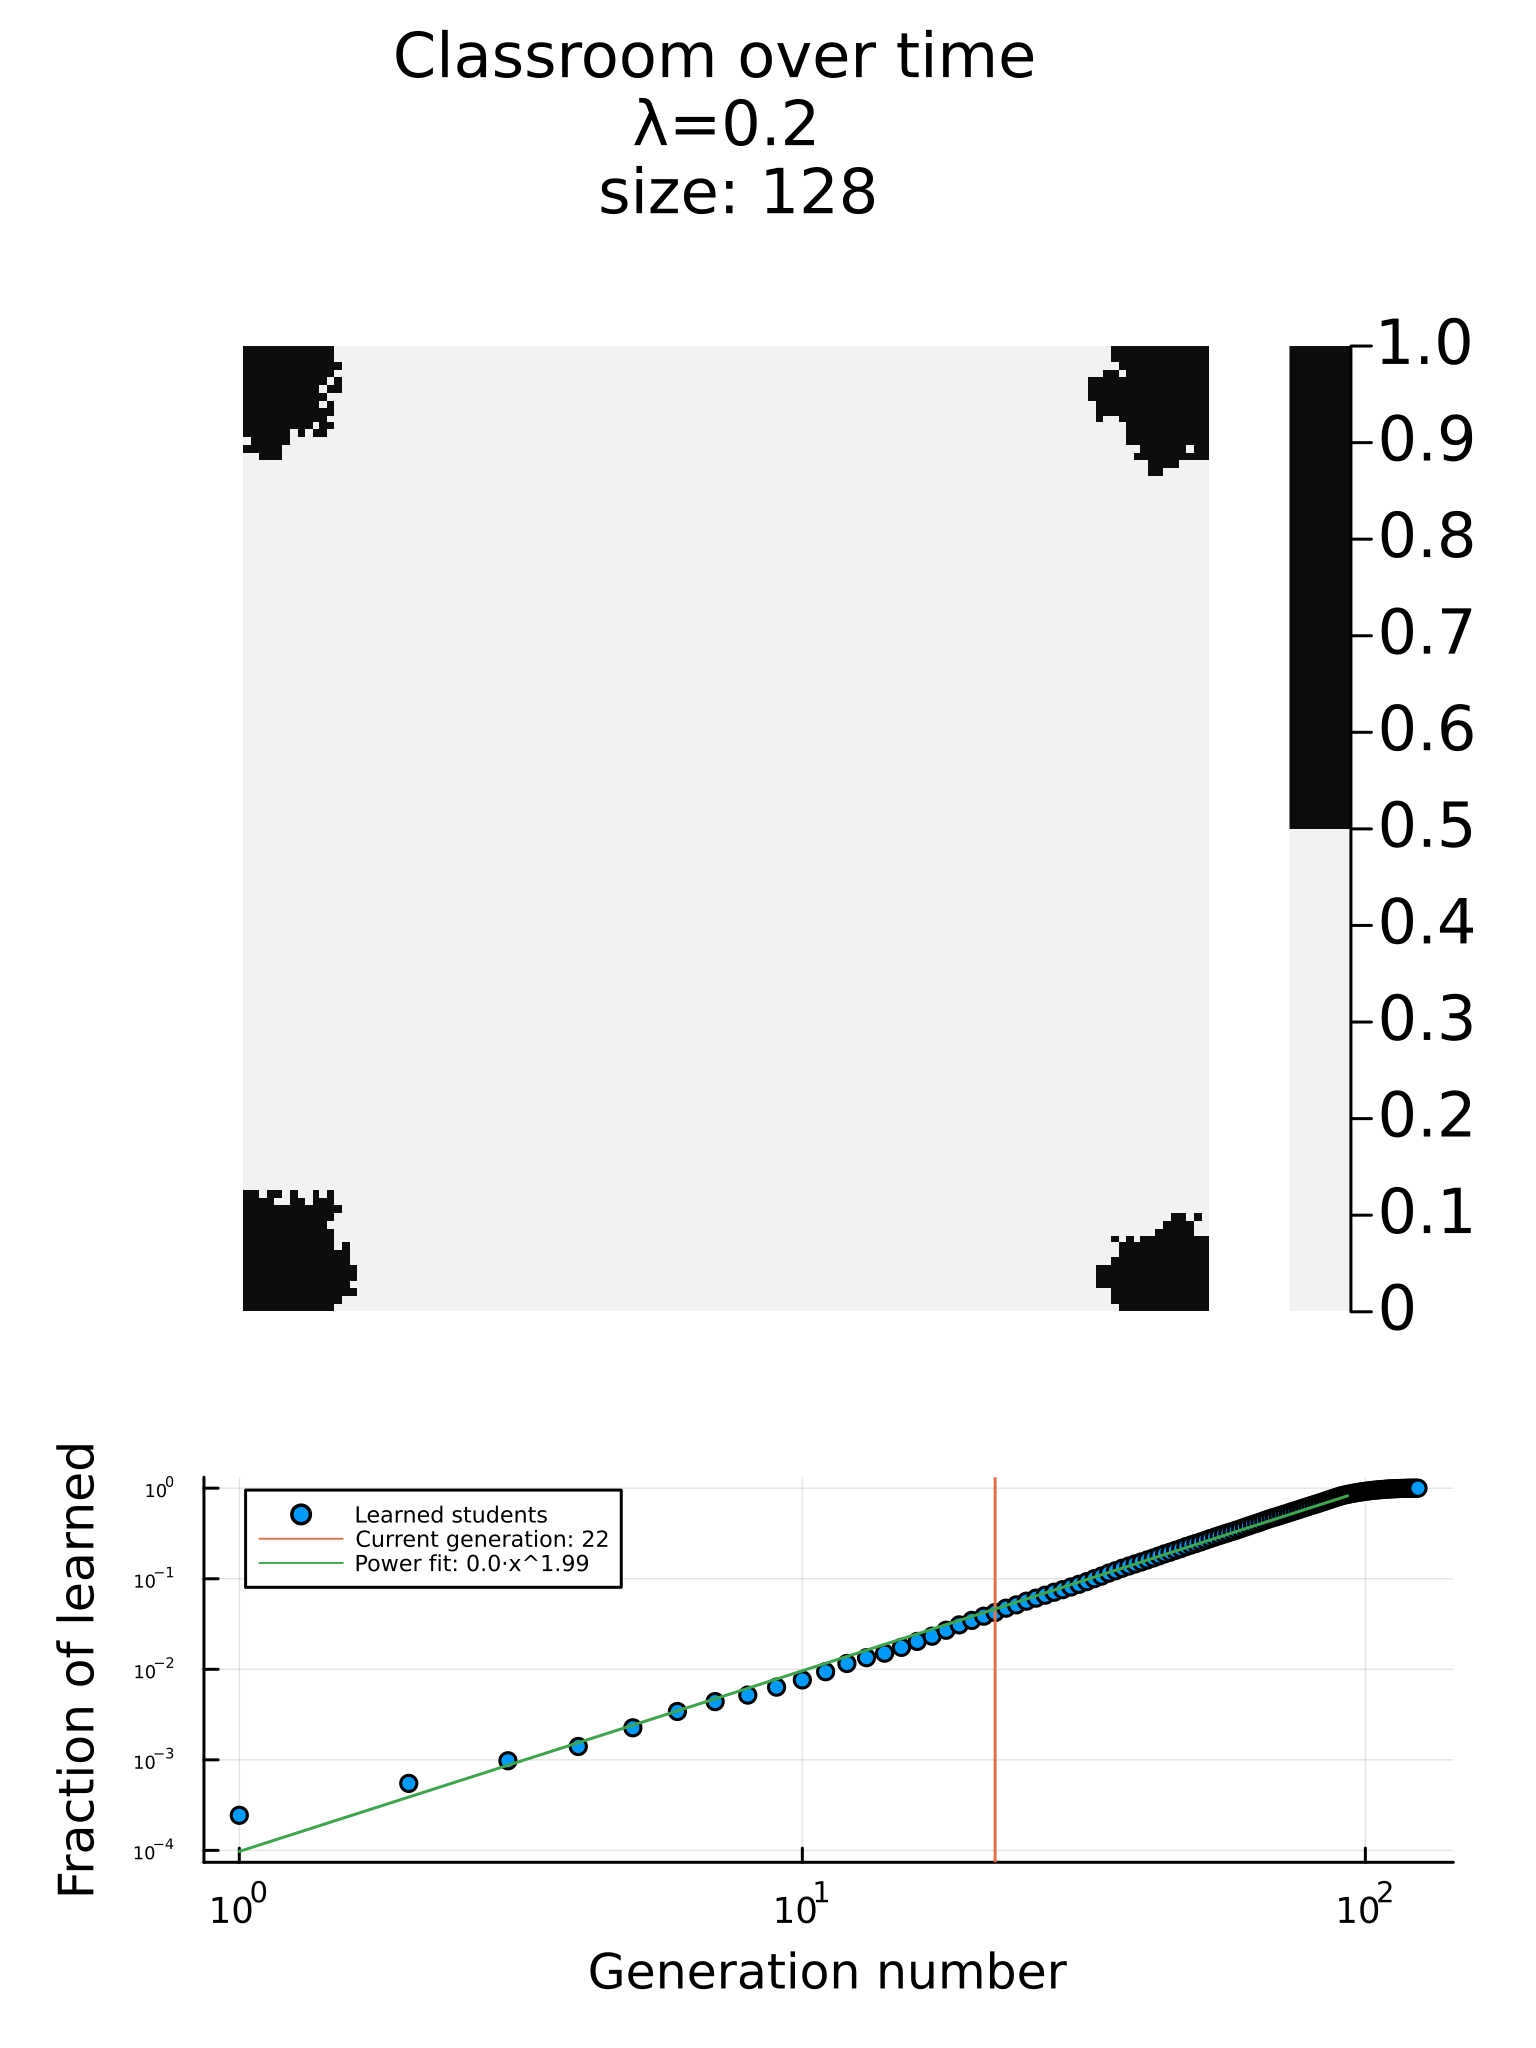 Classroom over time
λ=0.2
size: 128
1.0
0.9
0.8
0.7
0.6
0.5
0.4
0.3
0.2
0.1
0
Fraction of learned
10^0
10^-1
10^-2
10^-3
10^-4
Learned students
Current generation: 22
Power fit: 0.0·x^1.99
10^0 10^1 10^2
Generation number